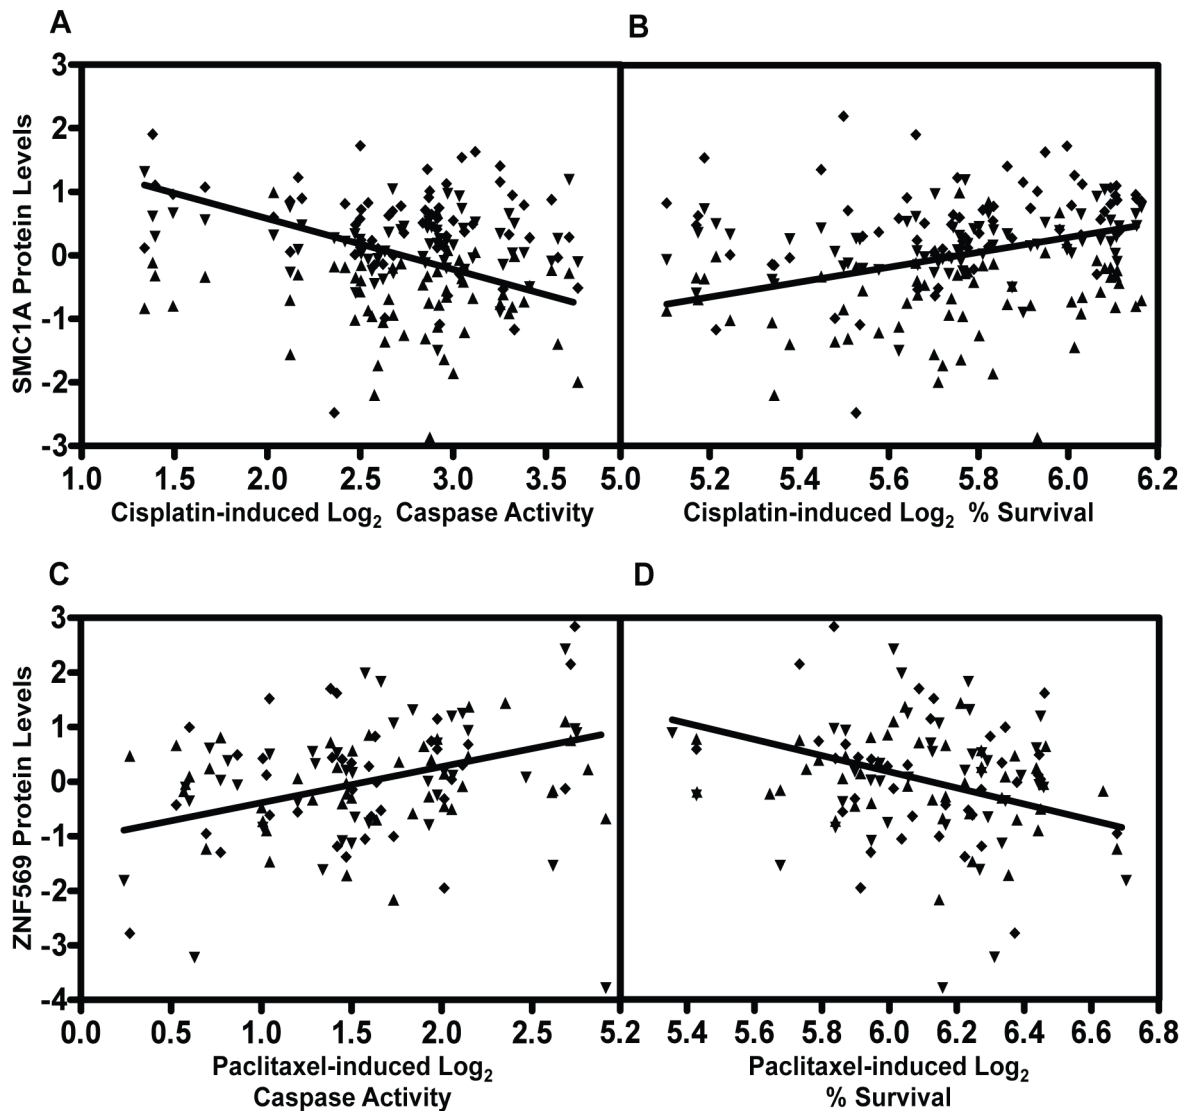 A
B
3
2
1
0
-1
-2
-3
SMC1A Protein Levels
1.0 1.5 2.0 2.5 3.0 3.5 5.0 5.2 5.4 5.6 5.8 6.0 6.2
Cisplatin-induced Log2 Caspase Activity
Cisplatin-induced Log2 % Survival
C
D
3
2
1
0
-1
-2
-3
-4
ZNF569 Protein Levels
0.0 0.5 1.0 1.5 2.0 2.5 5.2 5.4 5.6 5.8 6.0 6.2 6.4 6.6 6.8
Paclitaxel-induced Log2
Caspase Activity
Paclitaxel-induced Log2
% Survival